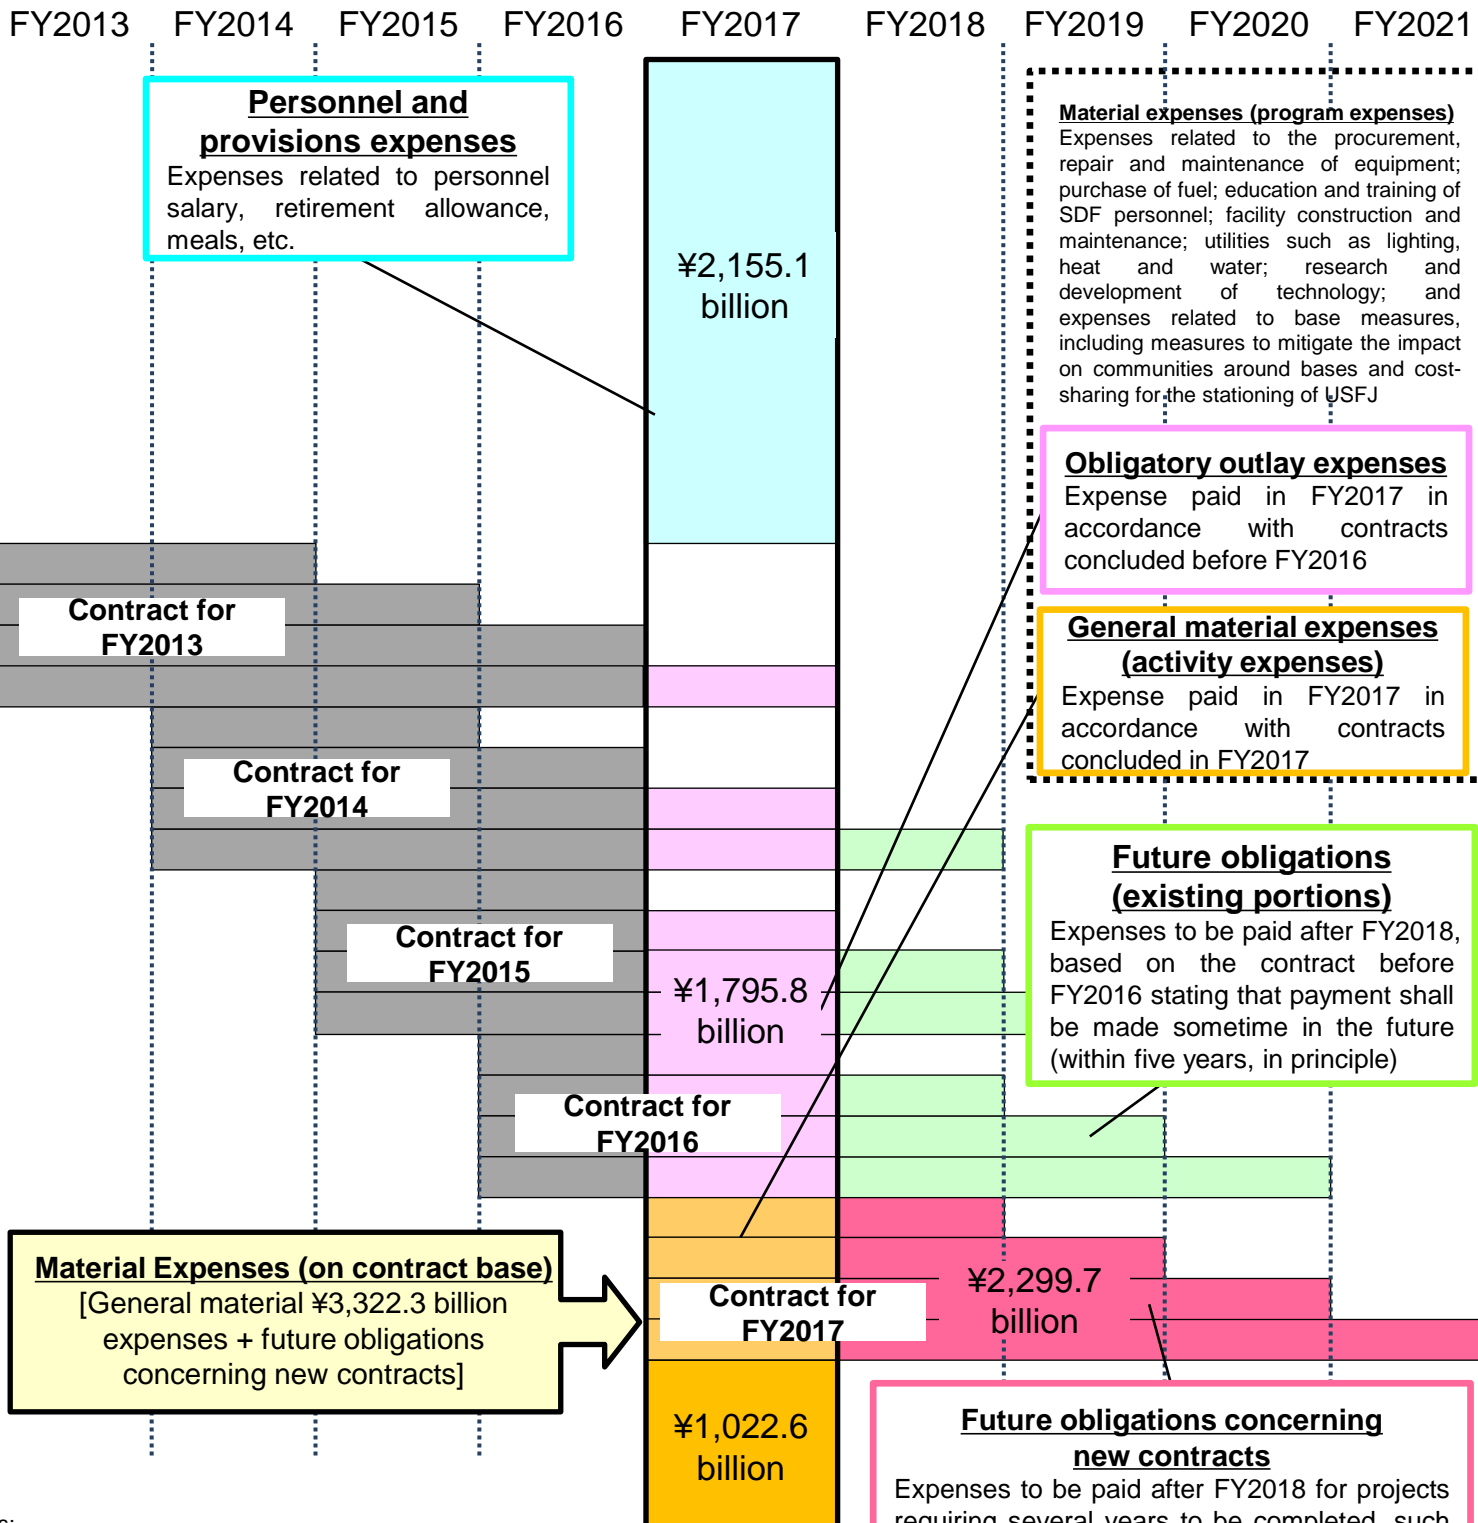 FY2013 FY2014 FY2015 FY2016 FY2017 FY2018 FY2019 FY2020 FY2021
Personnel and
provisions expenses
Expenses related to personnel
salary, retirement allowance,
meals, etc.
¥2,155.1
billion
Material expenses (program expenses)
Expenses related to the procurement,
repair and maintenance of equipment;
purchase of fuel; education and training of
SDF personnel; facility construction and
maintenance; utilities such as lighting,
heat and water; research and
development of technology; and
expenses related to base measures,
including measures to mitigate the impact
on communities around bases and cost-
sharing for the stationing of USFJ
Obligatory outlay expenses
Expense paid in FY2017 in
accordance with contracts
concluded before FY2016
General material expenses
(activity expenses)
Expense paid in FY2017 in
accordance with contracts
concluded in FY2017
Contract for
FY2013
Contract for
FY2014
Contract for
FY2015
¥1,795.8
billion
Future obligations
(existing portions)
Expenses to be paid after FY2018,
based on the contract before
FY2016 stating that payment shall
be made sometime in the future
(within five years, in principle)
Contract for
FY2016
Material Expenses (on contract base)
[General material ¥3,322.3 billion
expenses + future obligations
concerning new contracts]
Contract for
FY2017
¥2,299.7
billion
¥1,022.6
billion
Future obligations concerning
new contracts
Expenses to be paid after FY2018 for projects
requiring several years to be completed, such